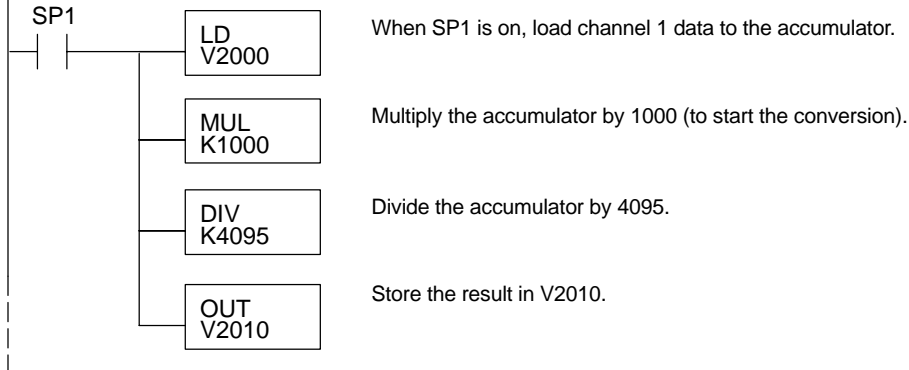 SP1
LD
V2000
When SP1 is on, load channel 1 data to the accumulator.
MUL
K1000
Multiply the accumulator by 1000 (to start the conversion).
DIV
K4095
Divide the accumulator by 4095.
OUT
V2010
Store the result in V2010.